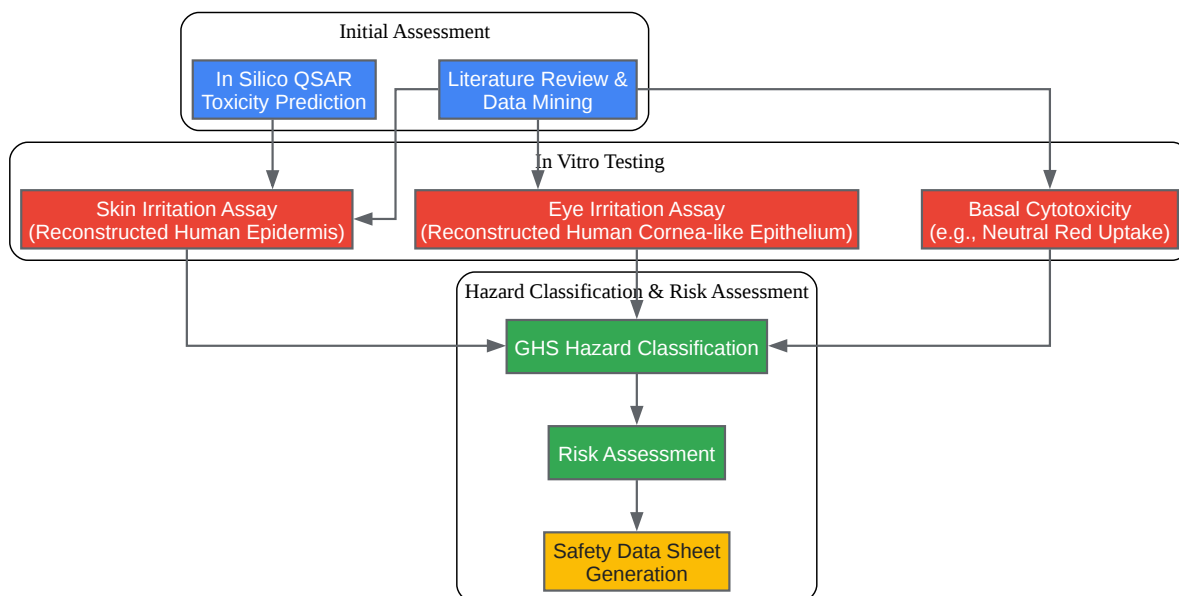 Initial Assessment
In Silico QSAR
Toxicity Prediction
Literature Review &
Data Mining
In Vitro Testing
Skin Irritation Assay
(Reconstructed Human Epidermis)
Eye Irritation Assay
(Reconstructed Human Cornea-like Epithelium)
Basal Cytotoxicity
(e.g., Neutral Red Uptake)
Hazard Classification & Risk Assessment
GHS Hazard Classification
Risk Assessment
Safety Data Sheet
Generation